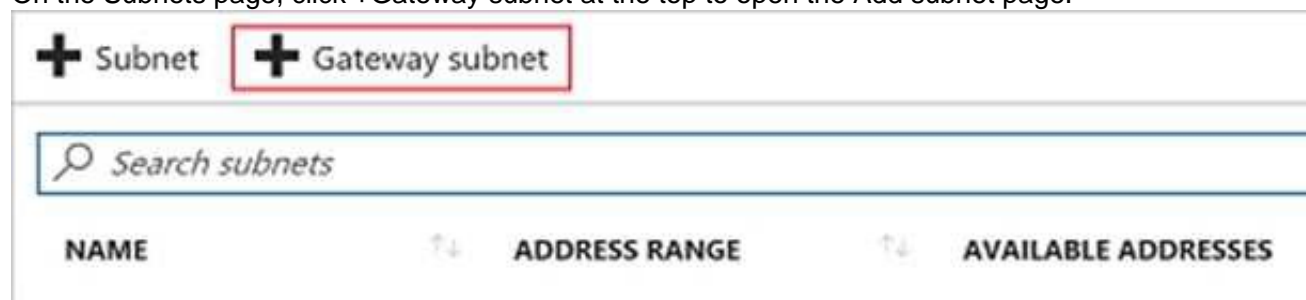 On the Subnets page, click +Gateway subnet at the top to open the Add subnet page.
Subnet Gateway subnet
Search subnets
NAME ADDRESS RANGE AVAILABLE ADDRESSES